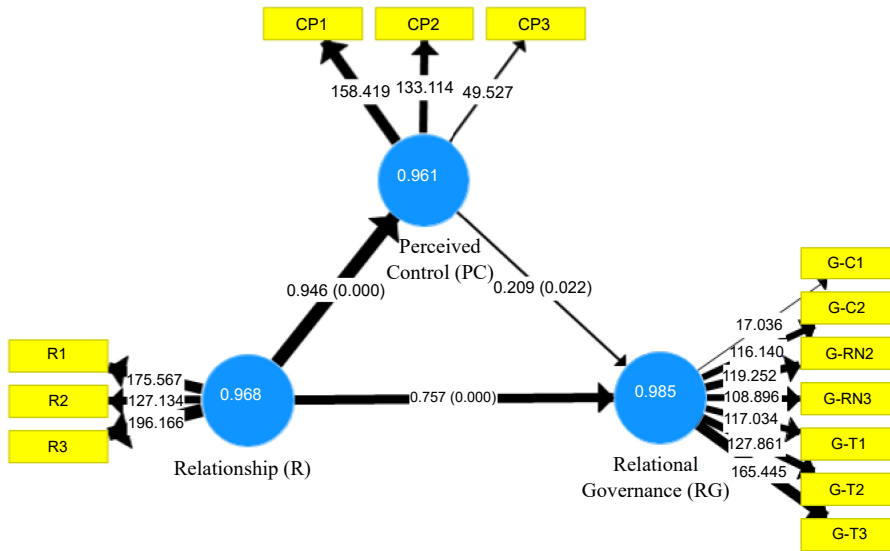 CP1
CP2
CP3
158.419
133.114
49.527
0.961
Perceived
Control (PC)
0.946 (0.000)
0.209 (0.022)
G-C1
G-C2
G-RN2
G-RN3
G-T1
G-T2
G-T3
17.036
116.140
119.252
108.896
117.034
127.861
165.445
R1
R2
R3
175.567
127.134
196.166
0.968
0.757 (0.000)
0.985
Relationship (R)
Relational
Governance (RG)